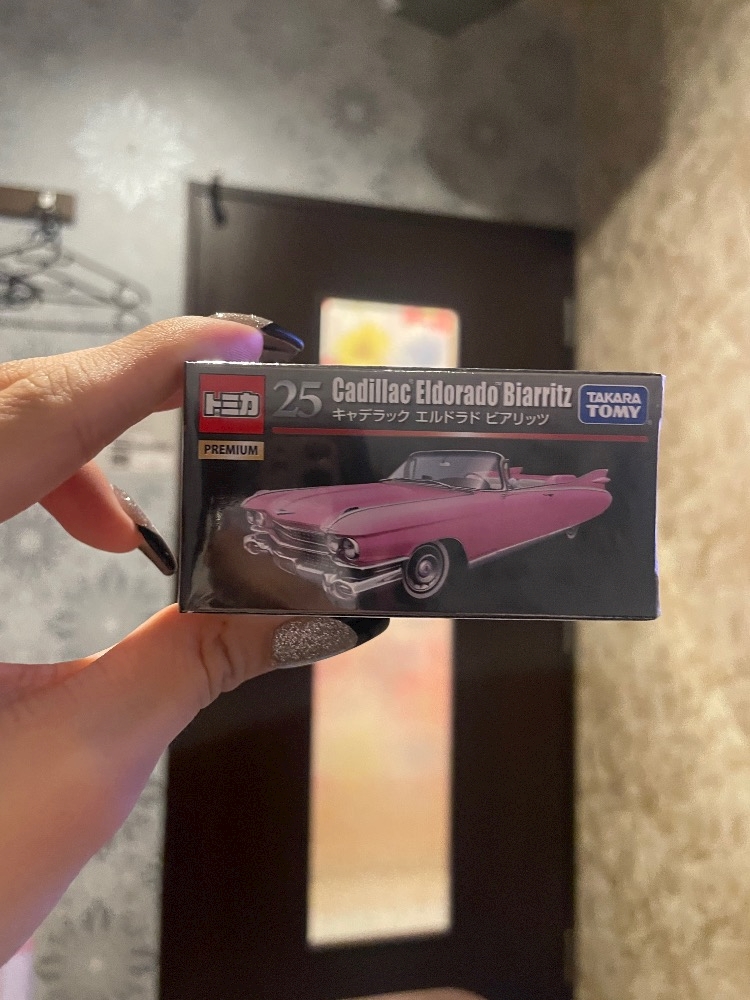 トミカ
PREMIUM
25
Cadillac Eldorado™ Biarritz
キャデラック エルドラド ビアリッツ
TAKARA
TOMY